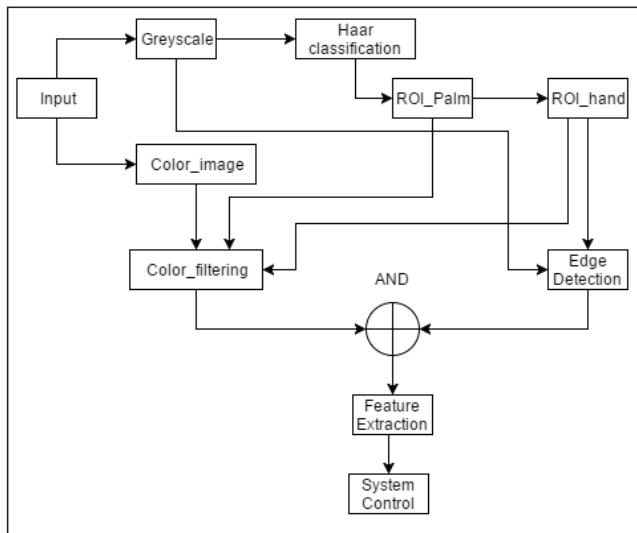 Greyscale
Haar
classification
Input
ROI_Palm
ROI_hand
Color_image
Color_filtering
Edge
Detection
AND
Feature
Extraction
System
Control